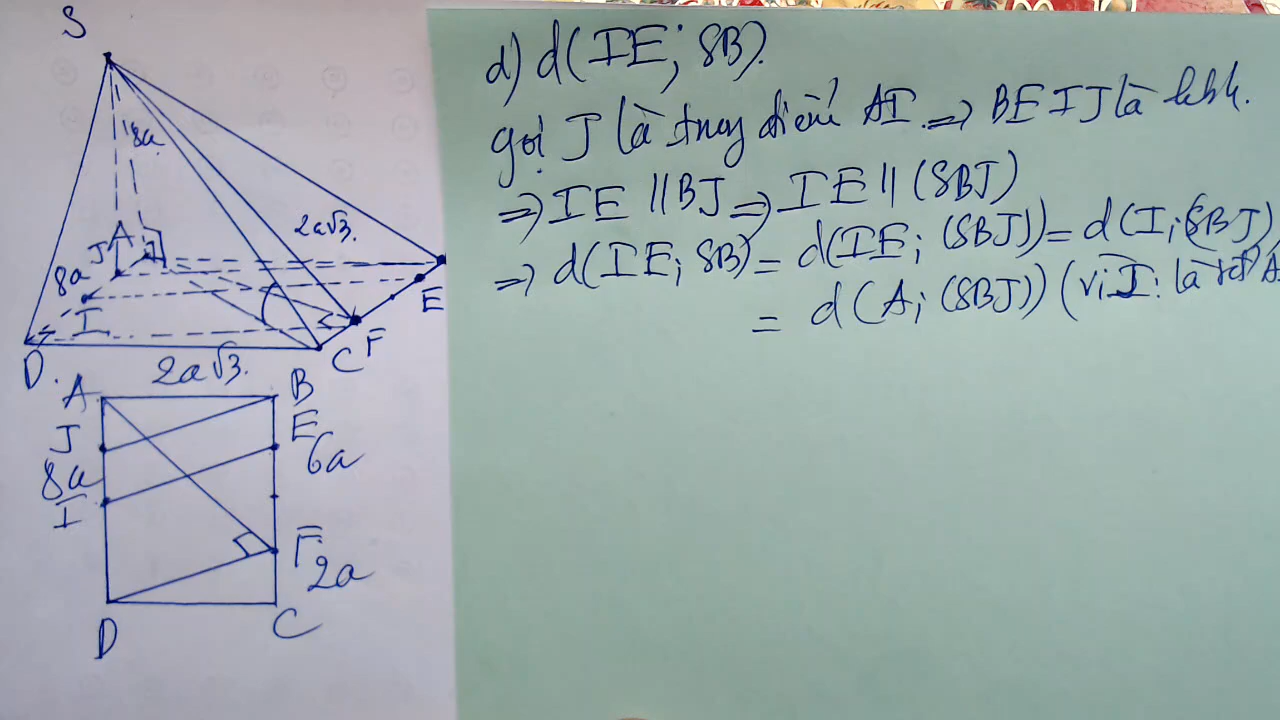 S
8a
A
J
2a√3.
8a
I
E
D
C F
2a√3.
A B
J E
8a 6a
I
F
2a
D C
d) d(IE; SB).
gọi J là trung điểm AI. ⇒ BEIJ là hbh.
⇒ IE // BJ ⇒ IE // (SBJ)
⇒ d(IE; SB) = d(IE; (SBJ)) = d(I; (SBJ)
= d(A; (SBJ)) (vì J: là